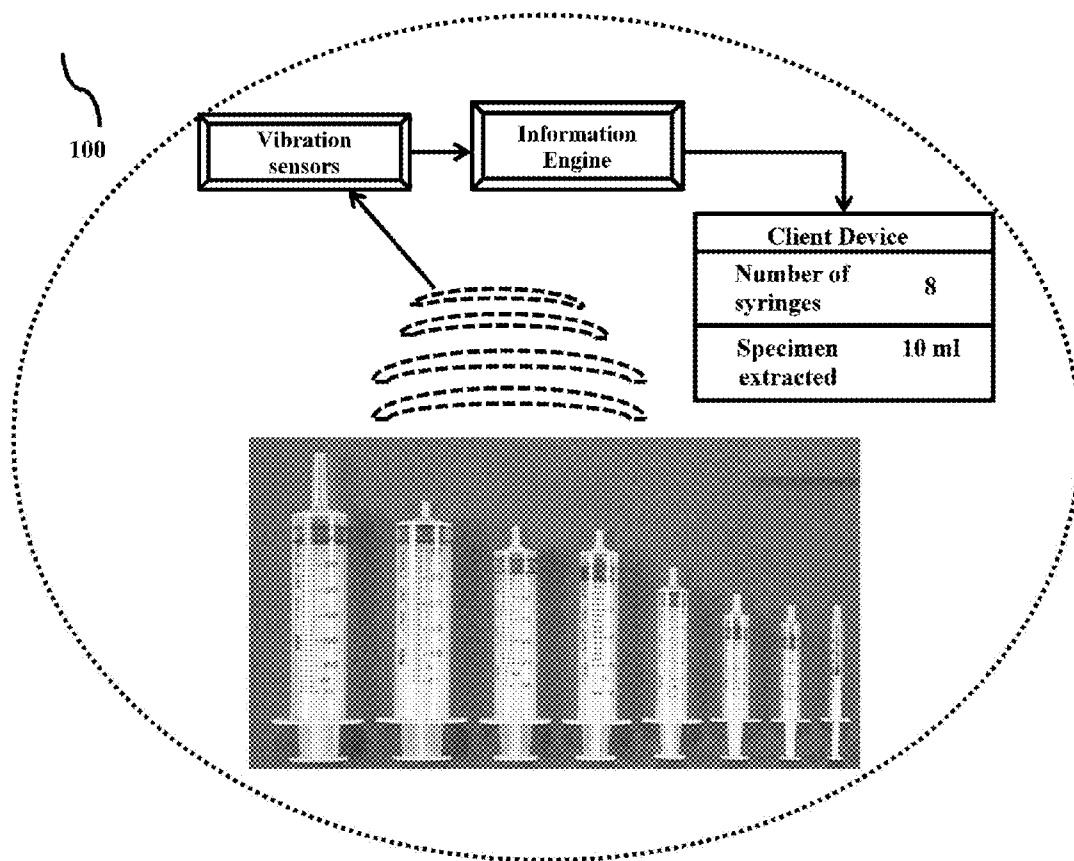 100
Vibration
sensors
Information
Engine
Client Device
Number of
syringes
8
Specimen
extracted
10 ml